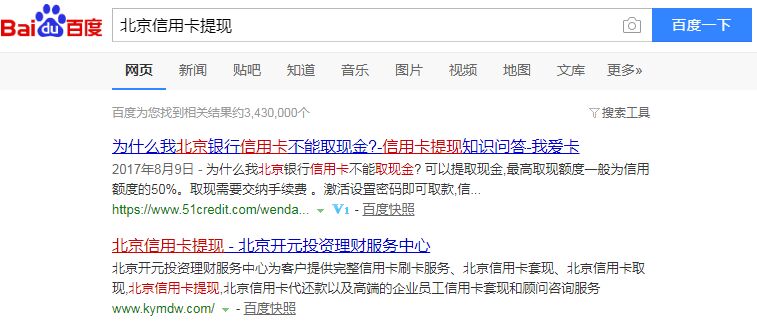 Bai du 百度 北京信用卡提现 百度一下
网页 新闻 贴吧 知道 音乐 图片 视频 地图 文库 更多»
百度为您找到相关结果约3,430,000个 搜索工具
为什么我北京银行信用卡不能取现金?-信用卡提现知识问答-我爱卡
2017年8月9日 - 为什么我北京银行信用卡不能取现金? 可以提取现金,最高取现额度一般为信用
额度的50%。取现需要交纳手续费 。激活设置密码即可取款,信...
https://www.51credit.com/wenda... V1 - 百度快照
北京信用卡提现 - 北京开元投资理财服务中心
北京开元投资理财服务中心为客户提供完整信用卡刷卡服务、北京信用卡套现、北京信用卡取
现,北京信用卡提现,北京信用卡代还款以及高端的企业员工信用卡套现和顾问咨询服务
www.kymdw.com/ - 百度快照